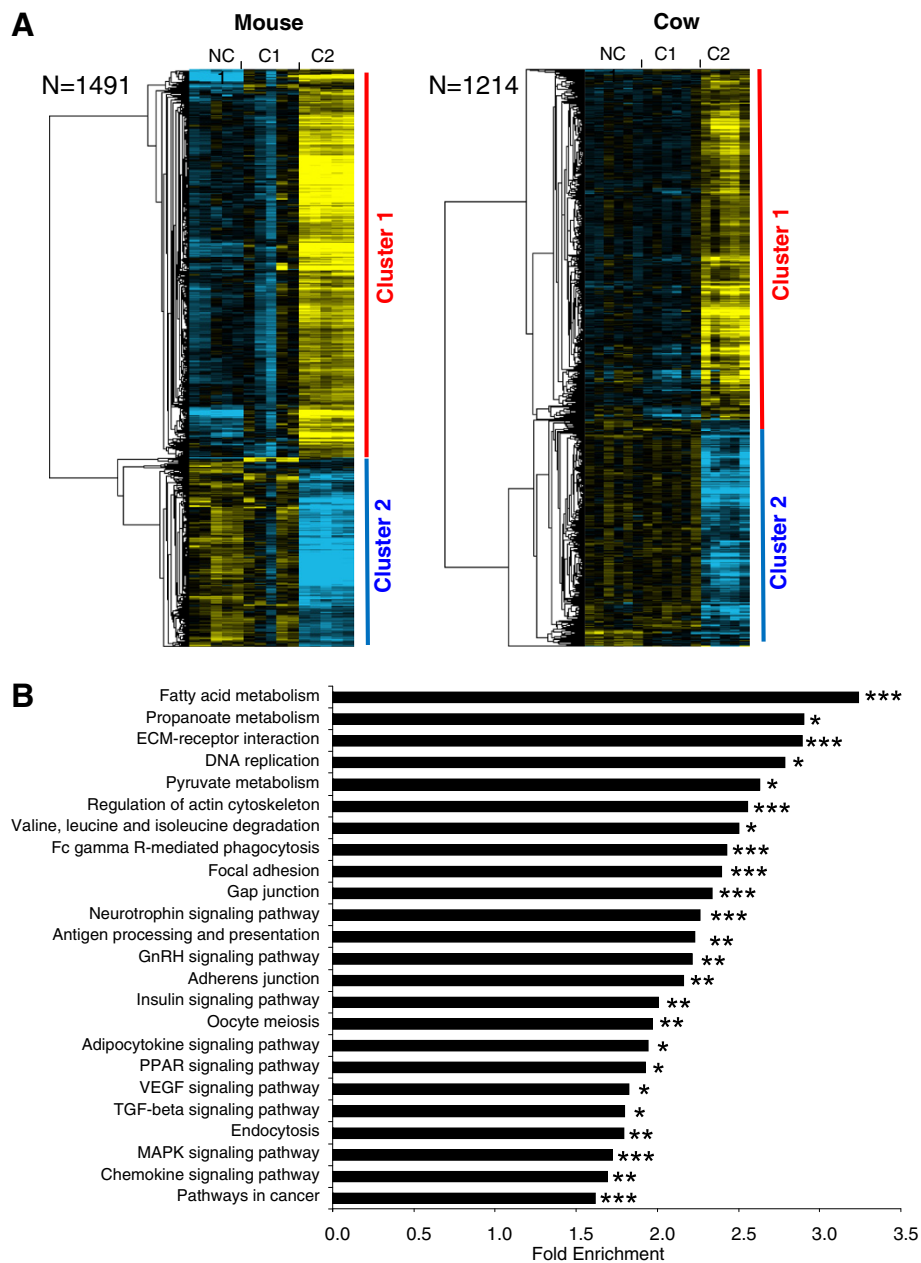 A
Mouse
NC C1 C2
N=1491
Cluster 1
Cluster 2
Cow
NC C1 C2
N=1214
Cluster 1
Cluster 2
B
Fatty acid metabolism ***
Propanoate metabolism *
ECM-receptor interaction ***
DNA replication *
Pyruvate metabolism *
Regulation of actin cytoskeleton ***
Valine, leucine and isoleucine degradation *
Fc gamma R-mediated phagocytosis ***
Focal adhesion ***
Gap junction ***
Neurotrophin signaling pathway ***
Antigen processing and presentation **
GnRH signaling pathway **
Adherens junction **
Insulin signaling pathway **
Oocyte meiosis **
Adipocytokine signaling pathway *
PPAR signaling pathway *
VEGF signaling pathway *
TGF-beta signaling pathway *
Endocytosis **
MAPK signaling pathway ***
Chemokine signaling pathway **
Pathways in cancer ***
0.0 0.5 1.0 1.5 2.0 2.5 3.0 3.5
Fold Enrichment